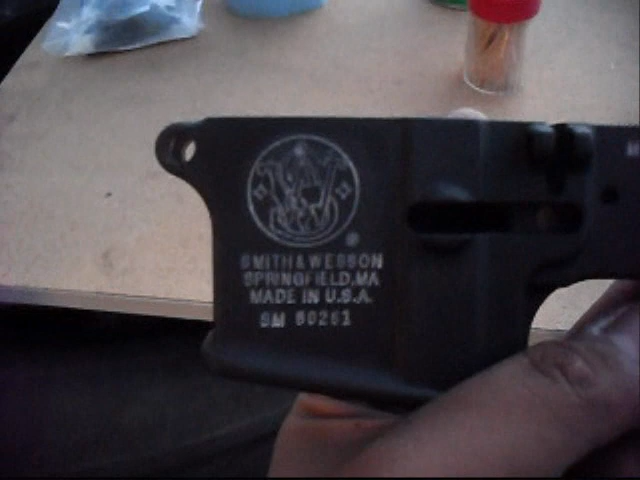 SMITH & WESSON
SPRINGFIELD, MA
MADE IN U.S.A.
SM 60261